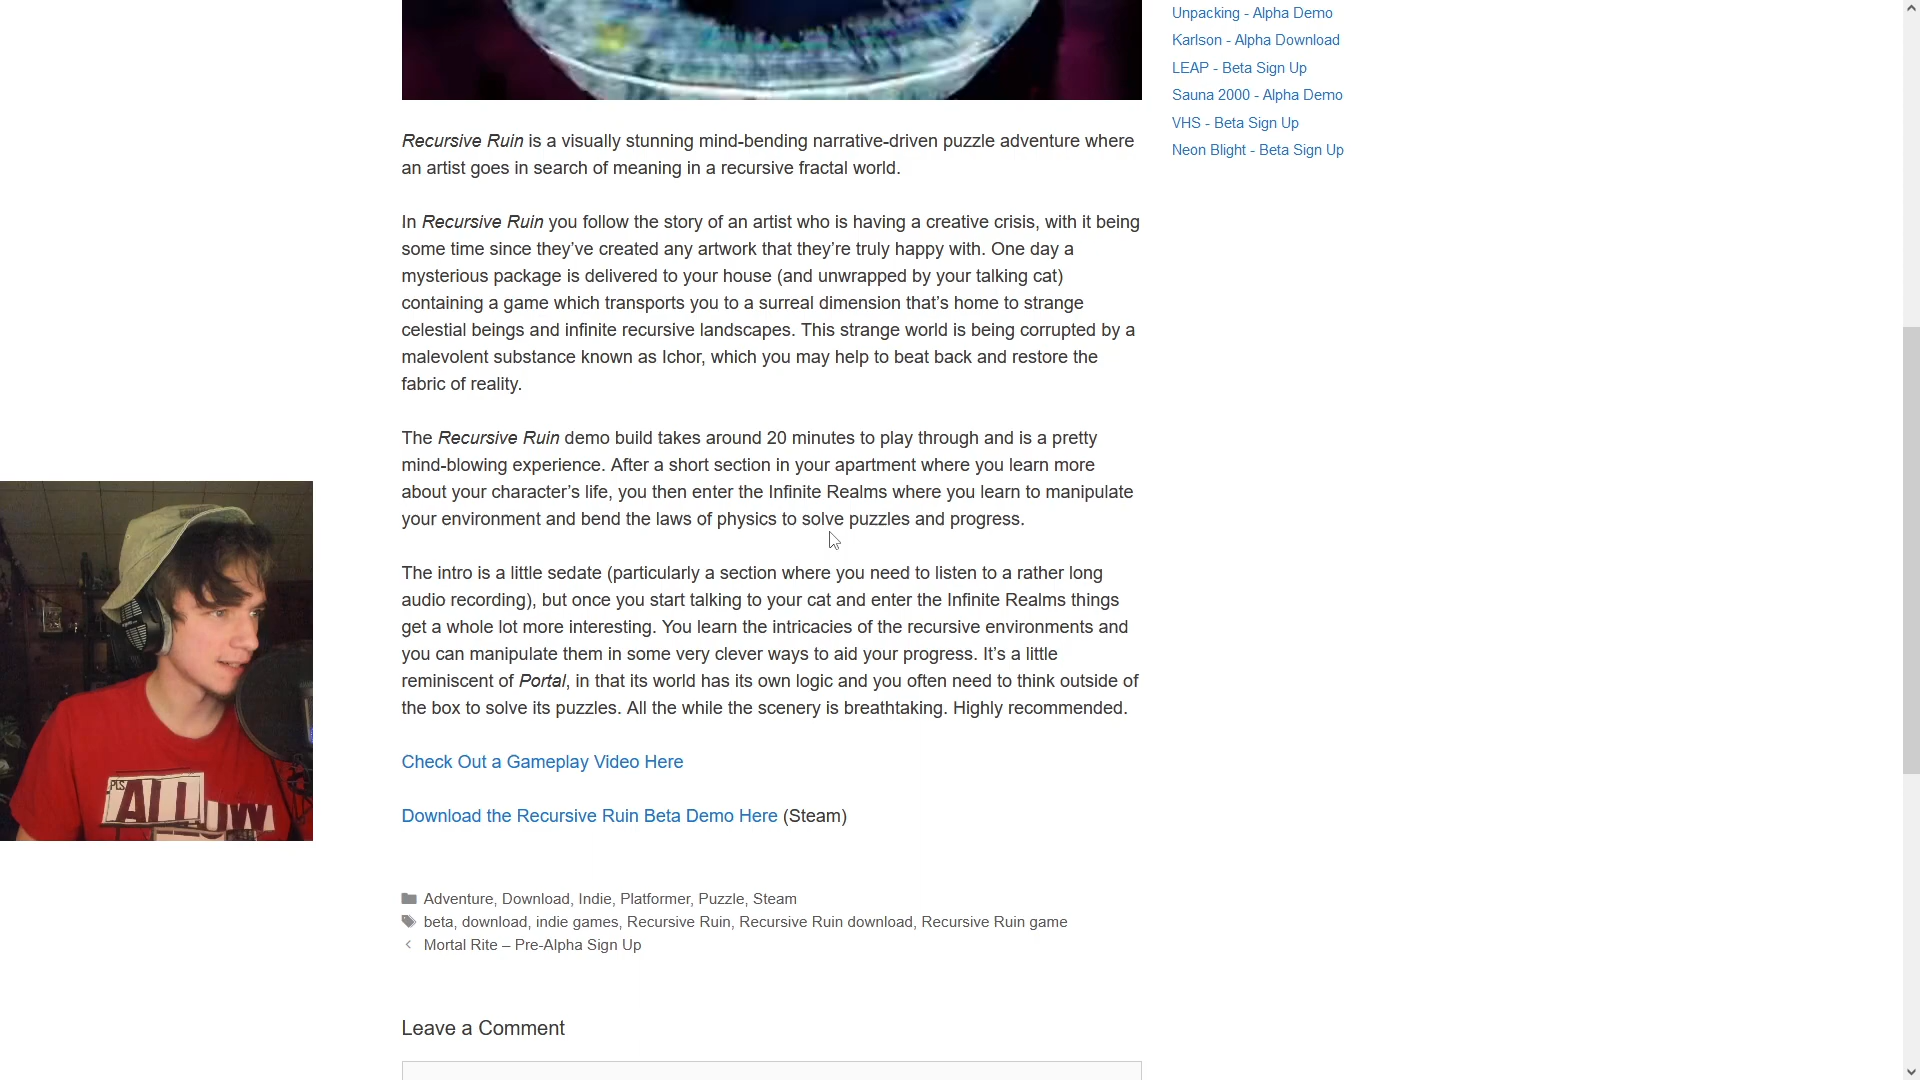 Unpacking - Alpha Demo
Karlson - Alpha Download
LEAP - Beta Sign Up
Sauna 2000 - Alpha Demo
VHS - Beta Sign Up
Neon Blight - Beta Sign Up
Recursive Ruin is a visually stunning mind-bending narrative-driven puzzle adventure where
an artist goes in search of meaning in a recursive fractal world.
In Recursive Ruin you follow the story of an artist who is having a creative crisis, with it being
some time since they’ve created any artwork that they’re truly happy with. One day a
mysterious package is delivered to your house (and unwrapped by your talking cat)
containing a game which transports you to a surreal dimension that’s home to strange
celestial beings and infinite recursive landscapes. This strange world is being corrupted by a
malevolent substance known as Ichor, which you may help to beat back and restore the
fabric of reality.
The Recursive Ruin demo build takes around 20 minutes to play through and is a pretty
mind-blowing experience. After a short section in your apartment where you learn more
about your character’s life, you then enter the Infinite Realms where you learn to manipulate
your environment and bend the laws of physics to solve puzzles and progress.
The intro is a little sedate (particularly a section where you need to listen to a rather long
audio recording), but once you start talking to your cat and enter the Infinite Realms things
get a whole lot more interesting. You learn the intricacies of the recursive environments and
you can manipulate them in some very clever ways to aid your progress. It’s a little
reminiscent of Portal, in that its world has its own logic and you often need to think outside of
the box to solve its puzzles. All the while the scenery is breathtaking. Highly recommended.
Check Out a Gameplay Video Here
Download the Recursive Ruin Beta Demo Here (Steam)
Adventure, Download, Indie, Platformer, Puzzle, Steam
beta, download, indie games, Recursive Ruin, Recursive Ruin download, Recursive Ruin game
Mortal Rite – Pre-Alpha Sign Up
Leave a Comment
PLS
ALL